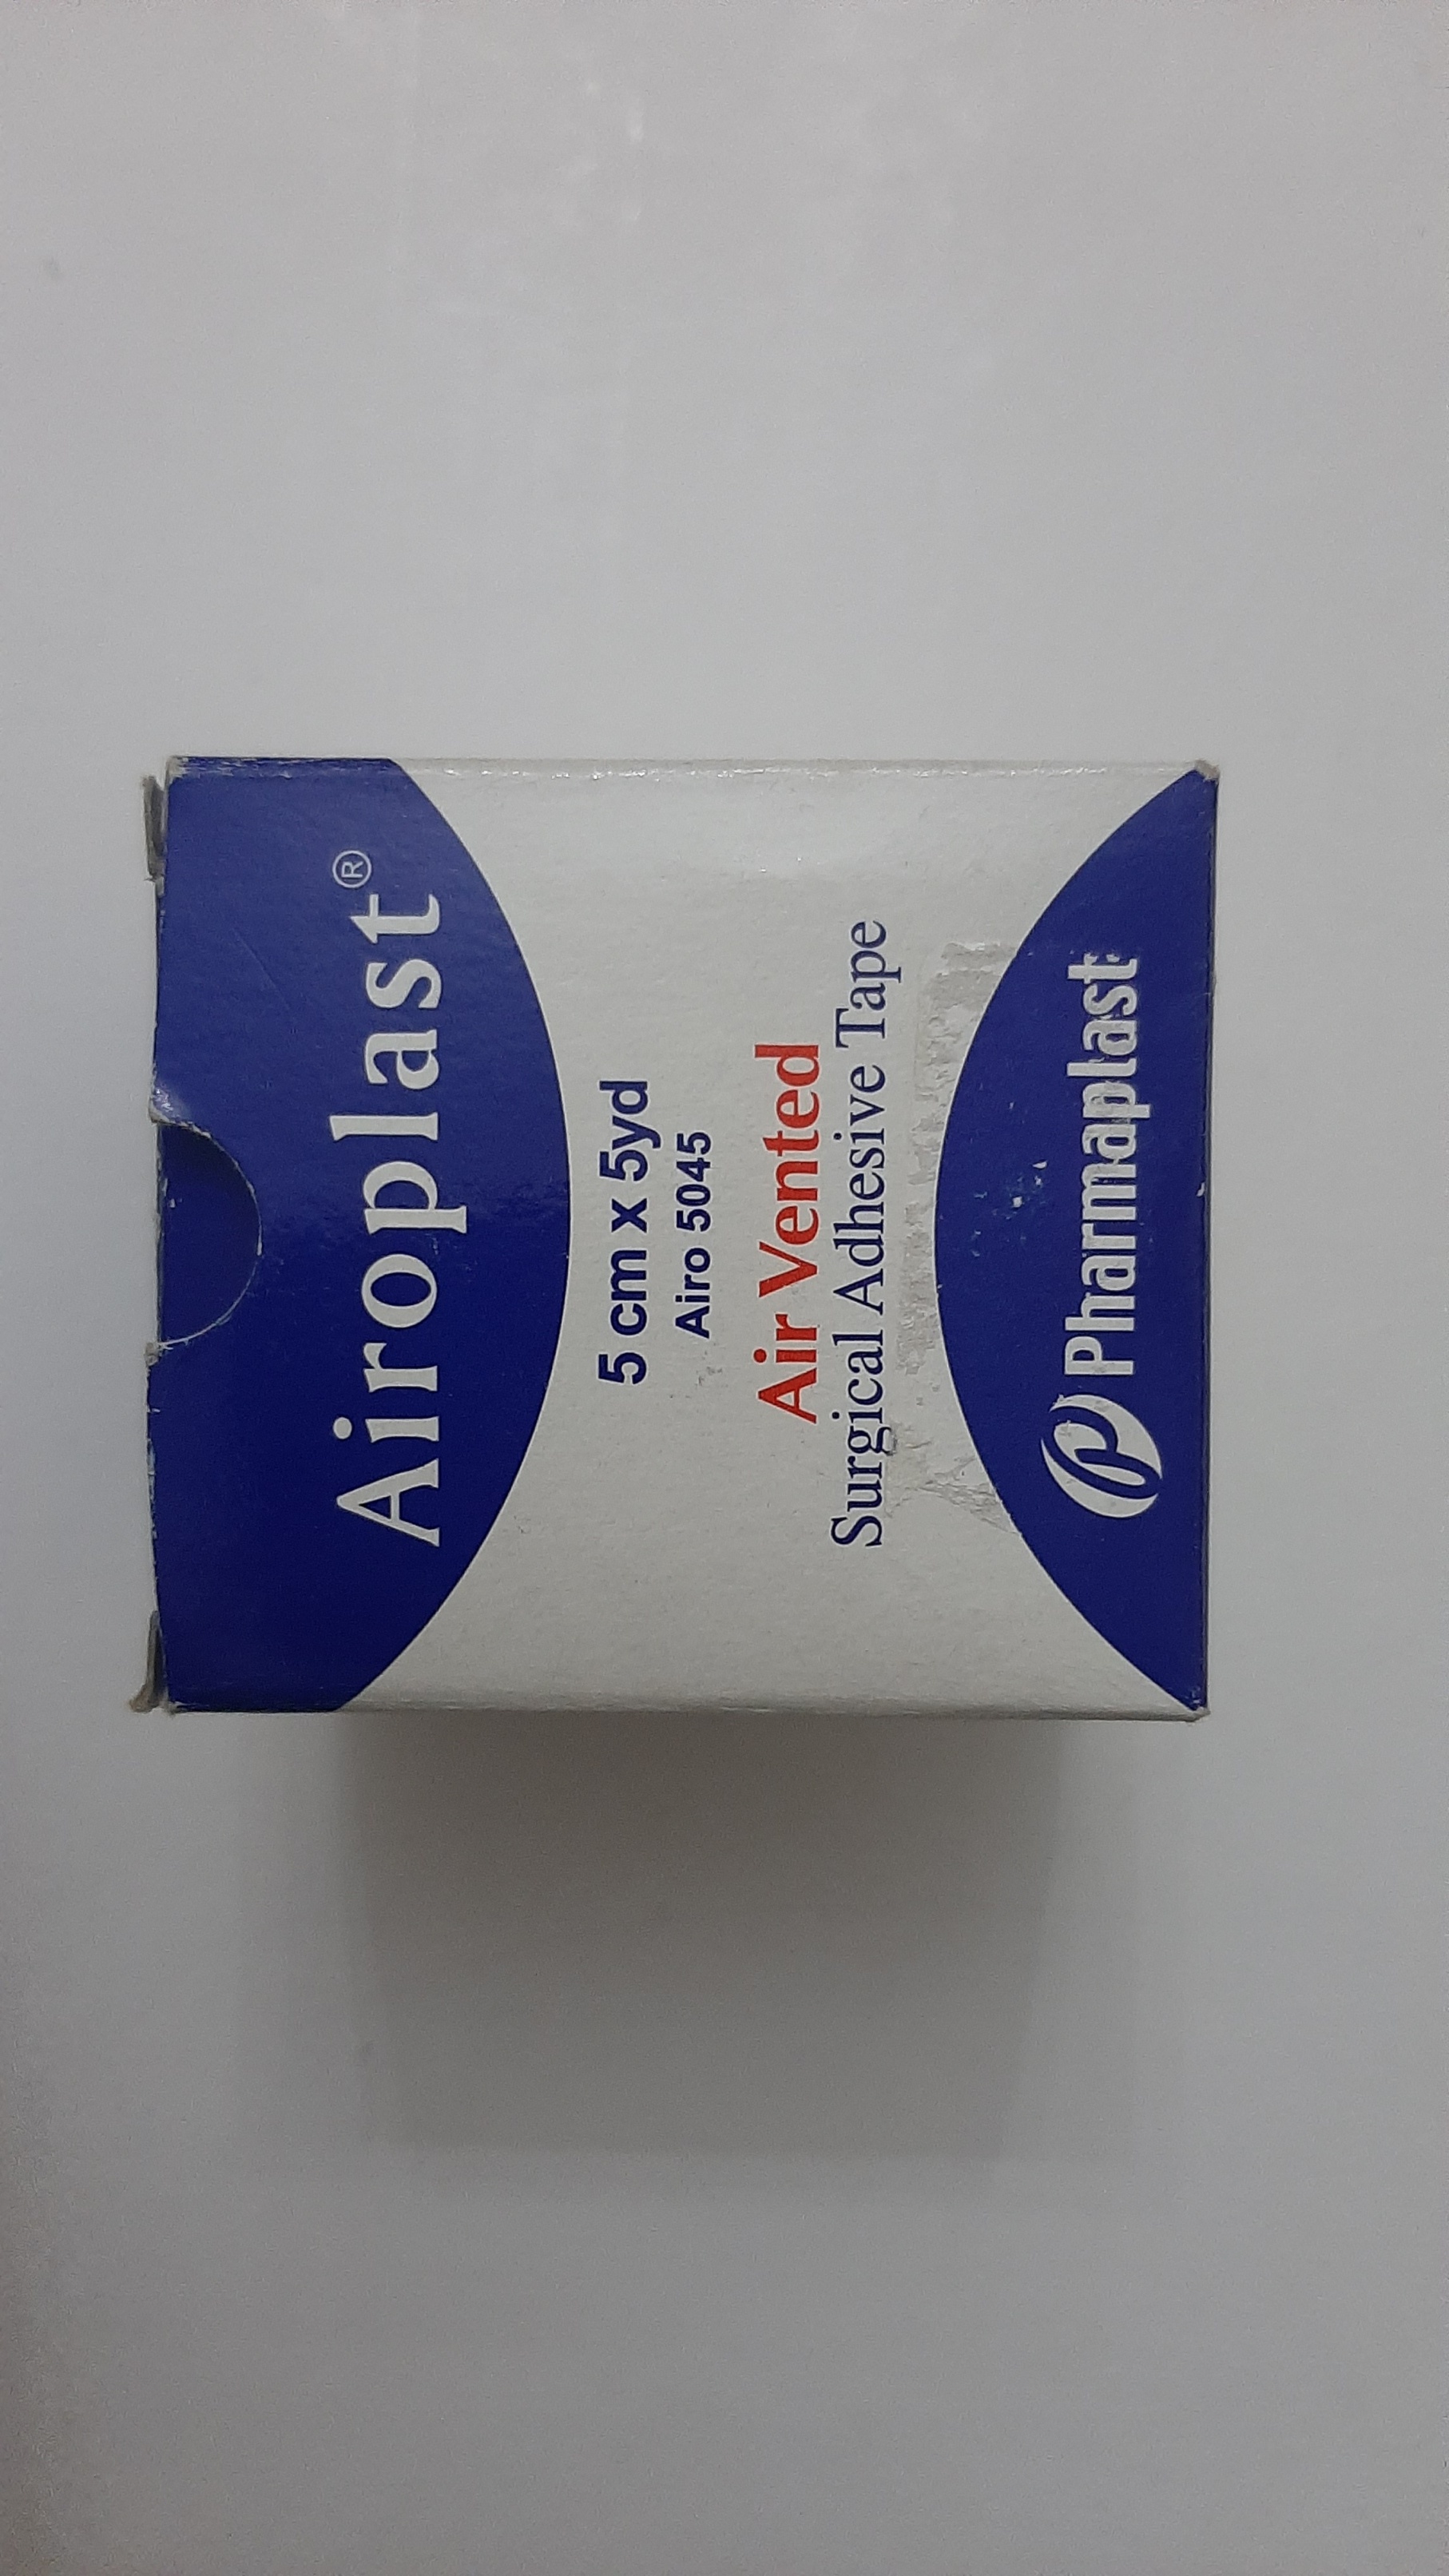 Airoplast®
5 cm x 5yd
Airo 5045
Air Vented
Surgical Adhesive Tape
Pharmaplast